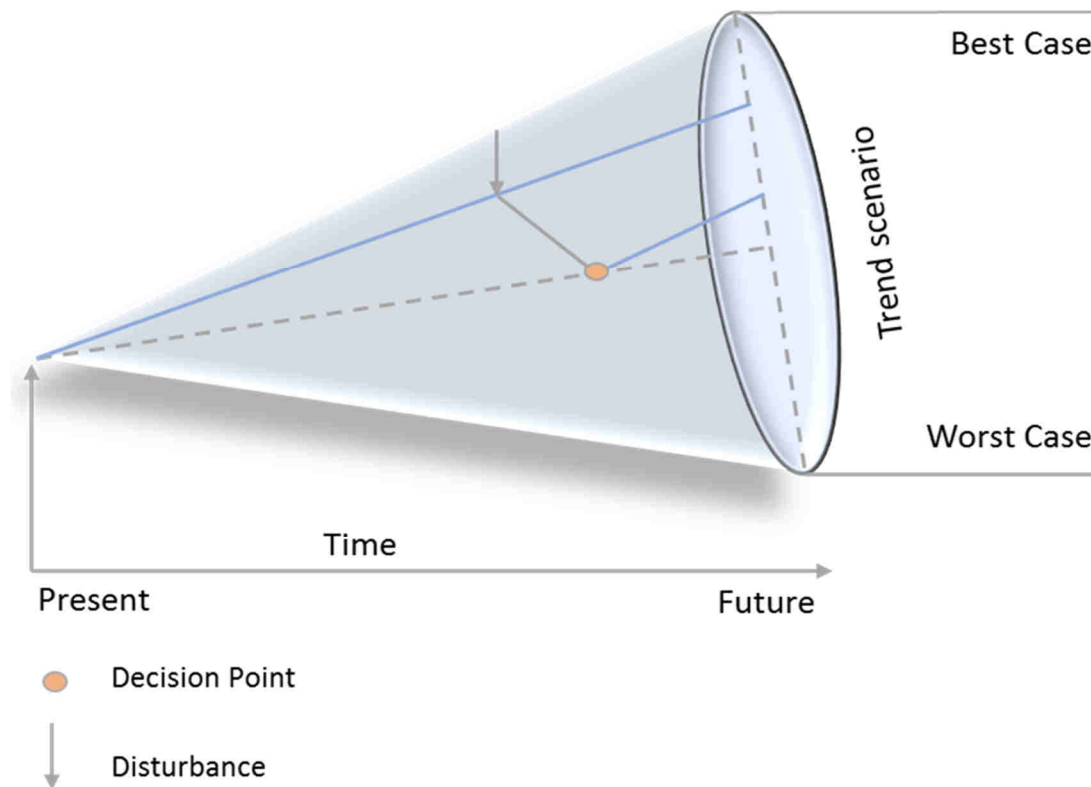 Best Case
Trend scenario
Worst Case
Time
Present
Future
Decision Point
Disturbance